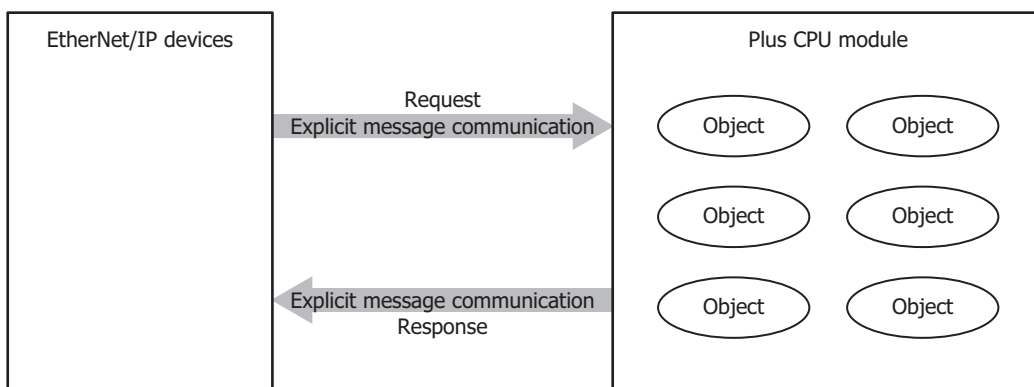 EtherNet/IP devices
Plus CPU module
Request
Explicit message communication
Object
Object
Object
Object
Explicit message communication
Response
Object
Object